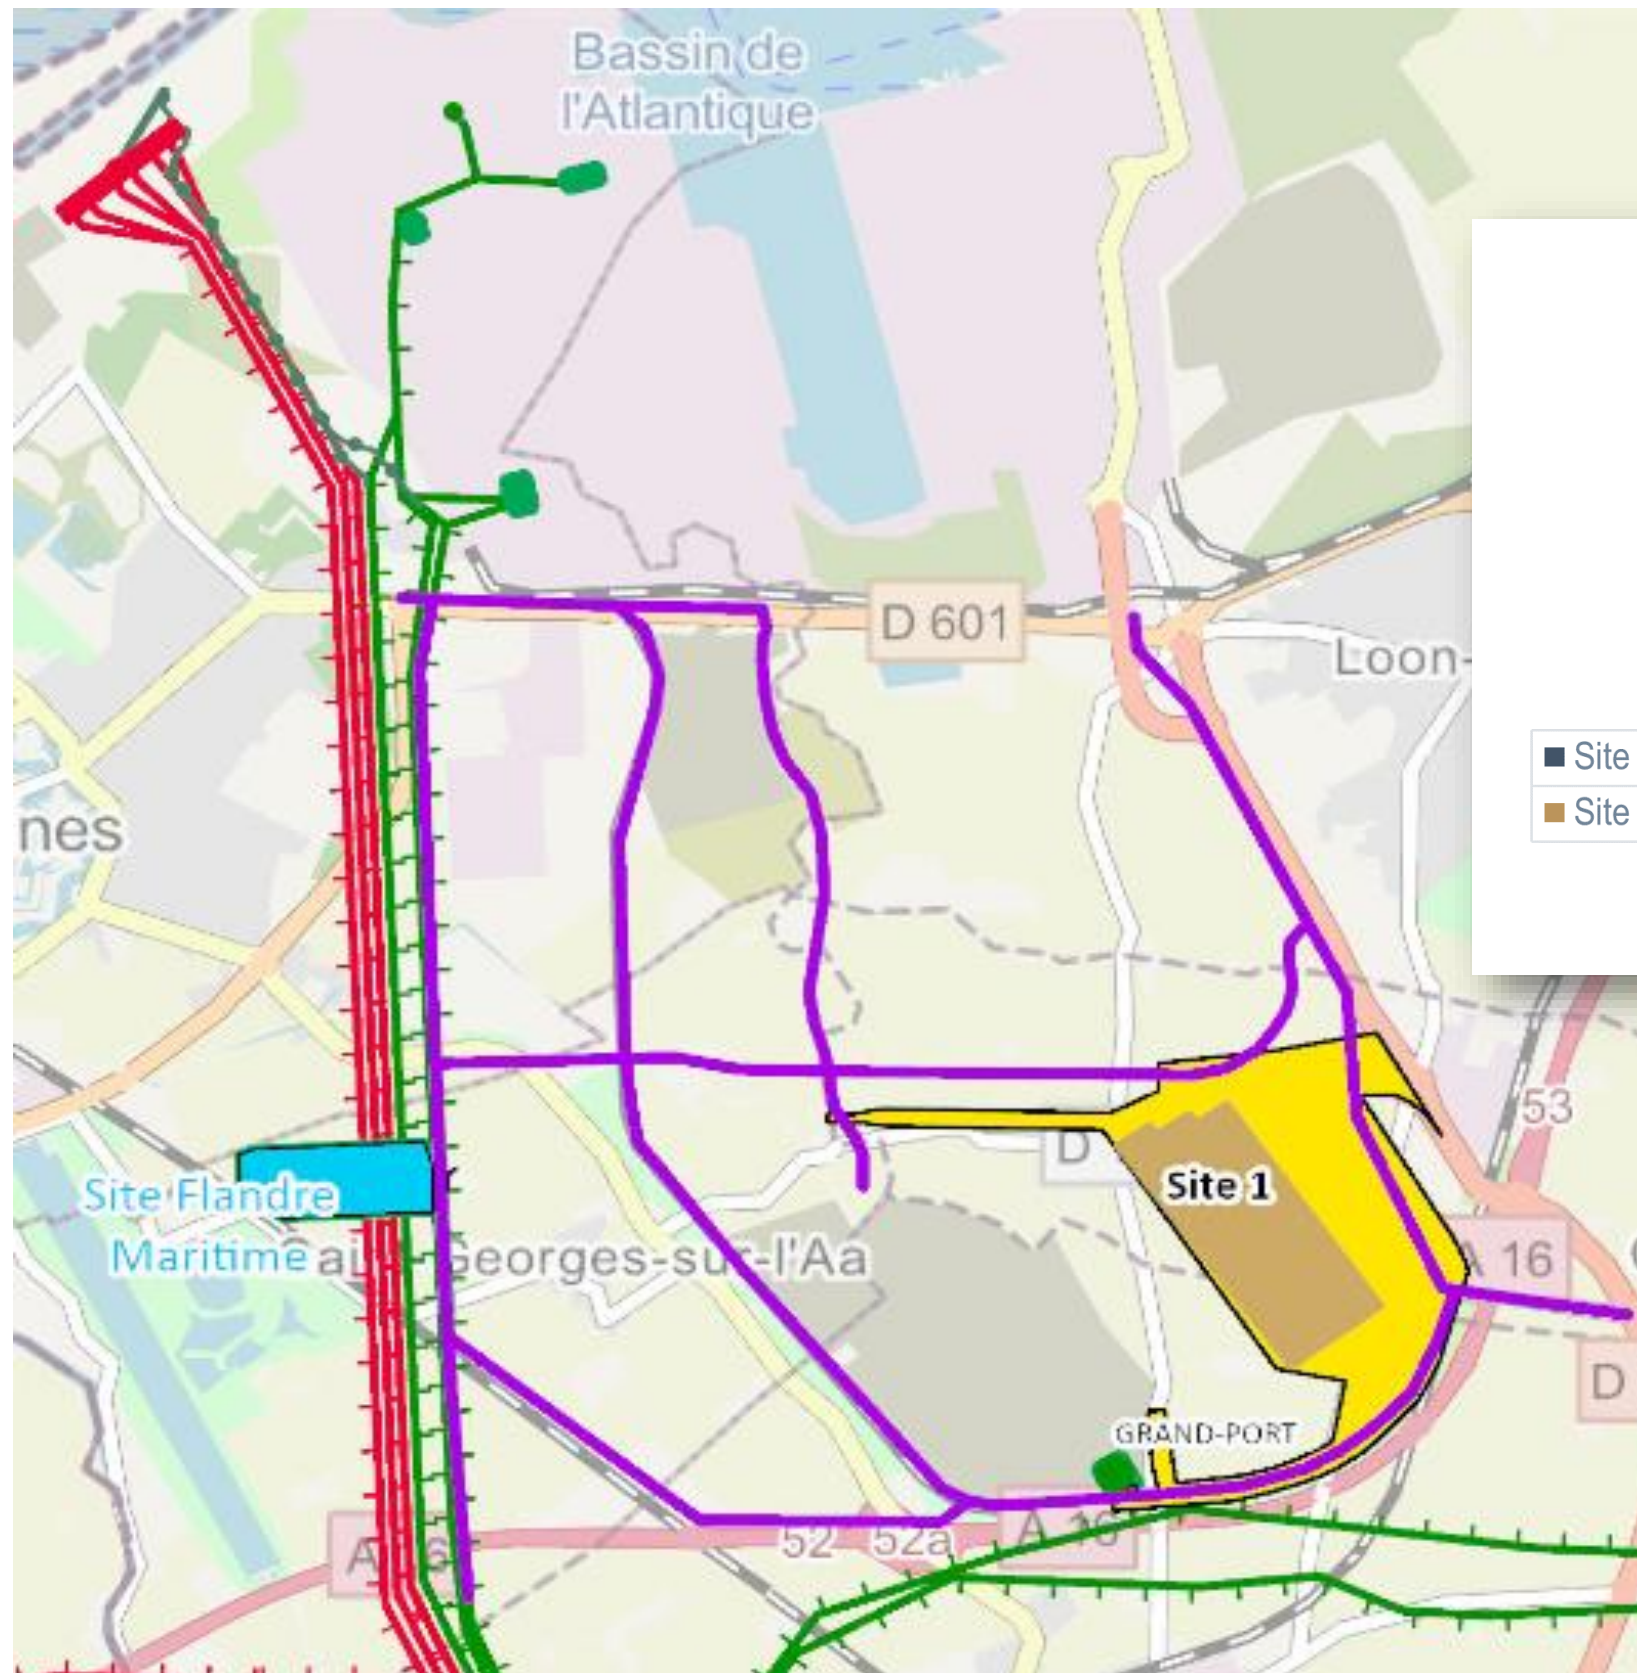 Bassin de
l'Atlantique
D 601
Loon-
Site
Site
nes
53
D
Site 1
Site Flandre
Maritime
Georges-sur-l'Aa
A 16
D
GRAND-PORT
52 52a
A 16